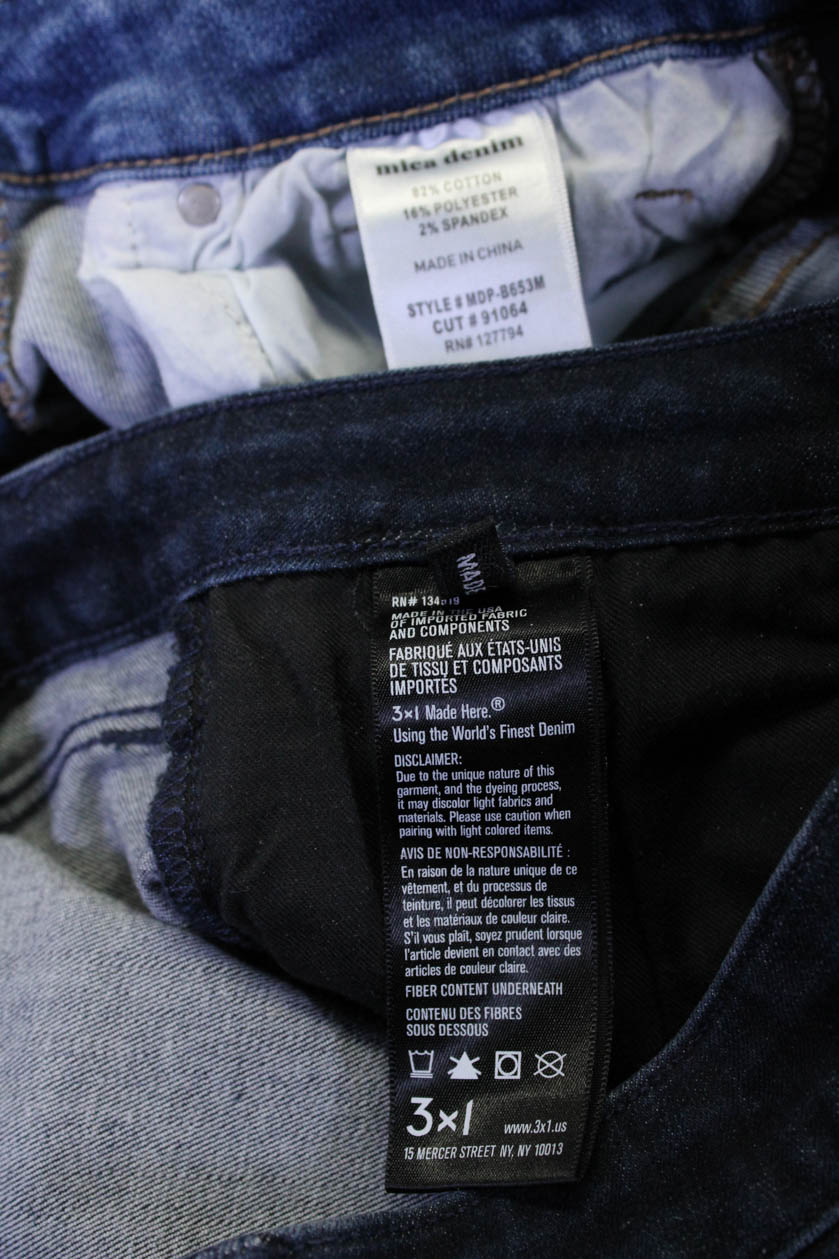 mica denim
82% COTTON
16% POLYESTER
2% SPANDEX
MADE IN CHINA
STYLE # MDP-B653M
CUT # 91064
RN# 127794
MADE
RN#
MADE IN THE USA
OF IMPORTED FABRIC
AND COMPONENTS
FABRIQUÉ AUX ÉTATS-UNIS
DE TISSU ET COMPOSANTS
IMPORTÉS
3×1 Made Here.®
Using the World's Finest Denim
DISCLAIMER:
Due to the unique nature of this
garment, and the dyeing process,
it may discolor light fabrics and
materials. Please use caution when
pairing with light colored items.
AVIS DE NON-RESPONSABILITÉ :
En raison de la nature unique de ce
vêtement, et du processus de
teinture, il peut décolorer les tissus
et les matériaux de couleur claire.
S'il vous plaît, soyez prudent lorsque
l'article devient en contact avec des
articles de couleur claire.
FIBER CONTENT UNDERNEATH
CONTENU DES FIBRES
SOUS DESSOUS
3×1 www.3x1.us
15 MERCER STREET NY, NY 10013